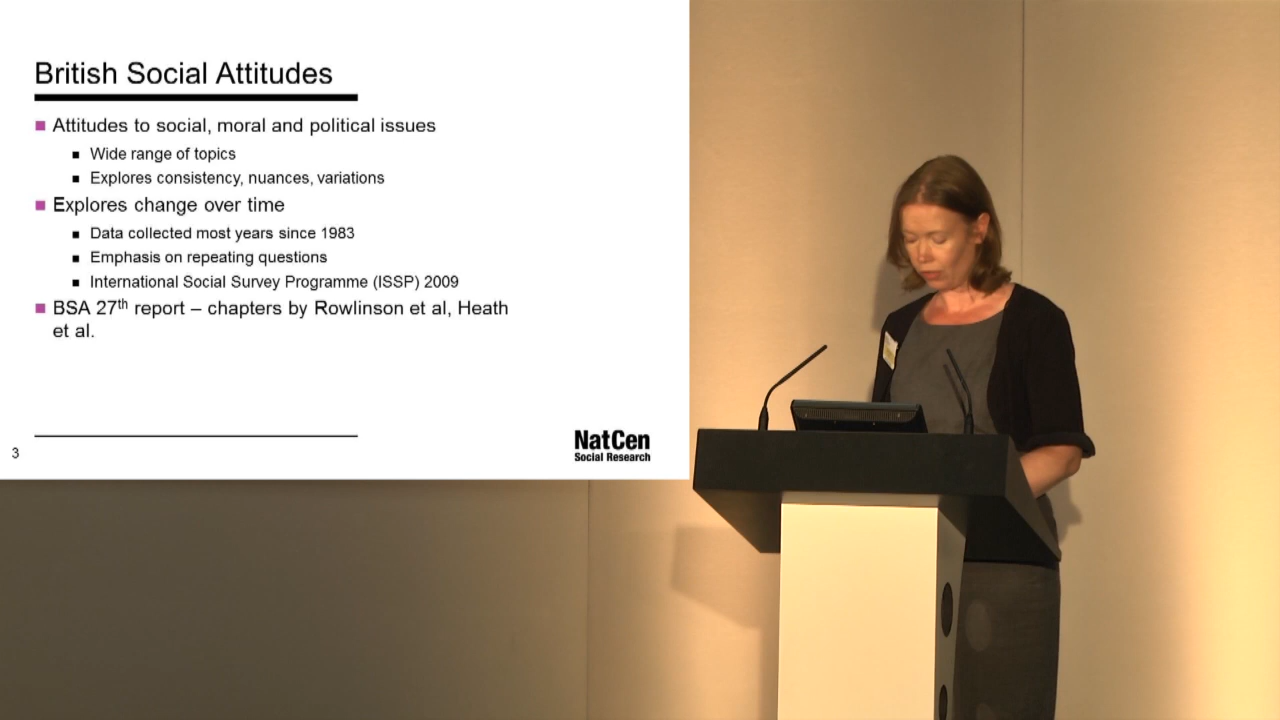 British Social Attitudes
Attitudes to social, moral and political issues
Wide range of topics
Explores consistency, nuances, variations
Explores change over time
Data collected most years since 1983
Emphasis on repeating questions
International Social Survey Programme (ISSP) 2009
BSA 27th report – chapters by Rowlinson et al, Heath
et al.
3
NatCen
Social Research